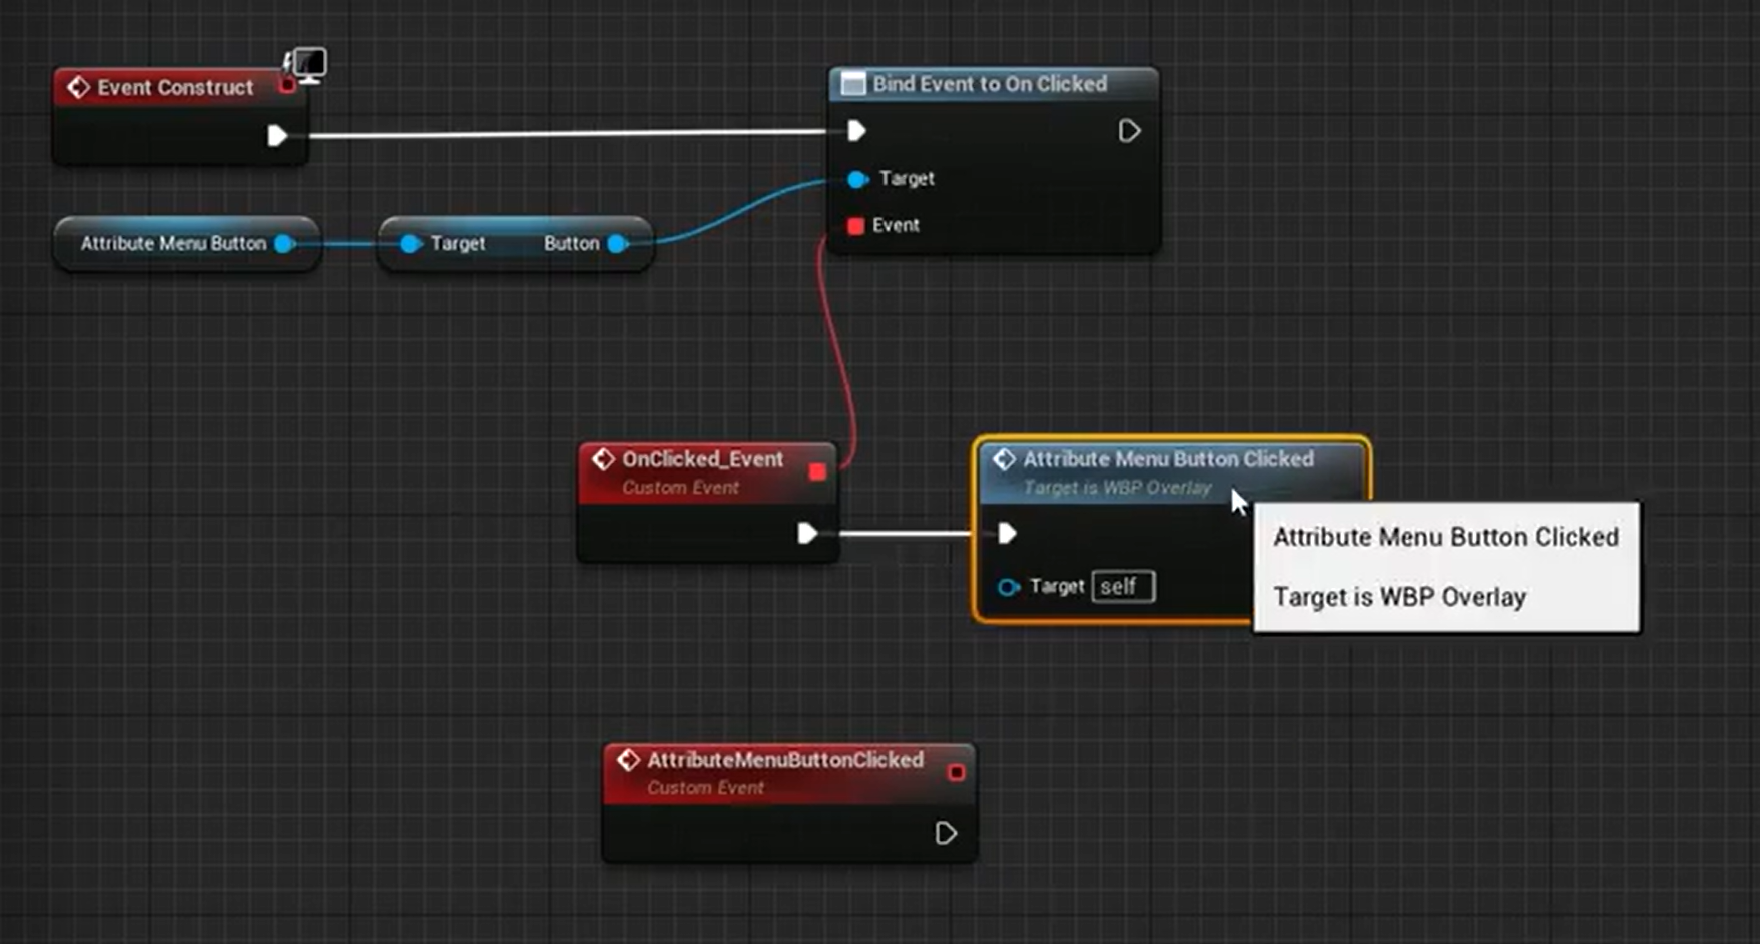 Event Construct
Bind Event to On Clicked
Target
Event
Attribute Menu Button
Target
Button
OnClicked_Event
Custom Event
Attribute Menu Button Clicked
Target is WBP Overlay
Target self
Attribute Menu Button Clicked
Target is WBP Overlay
AttributeMenuButtonClicked
Custom Event